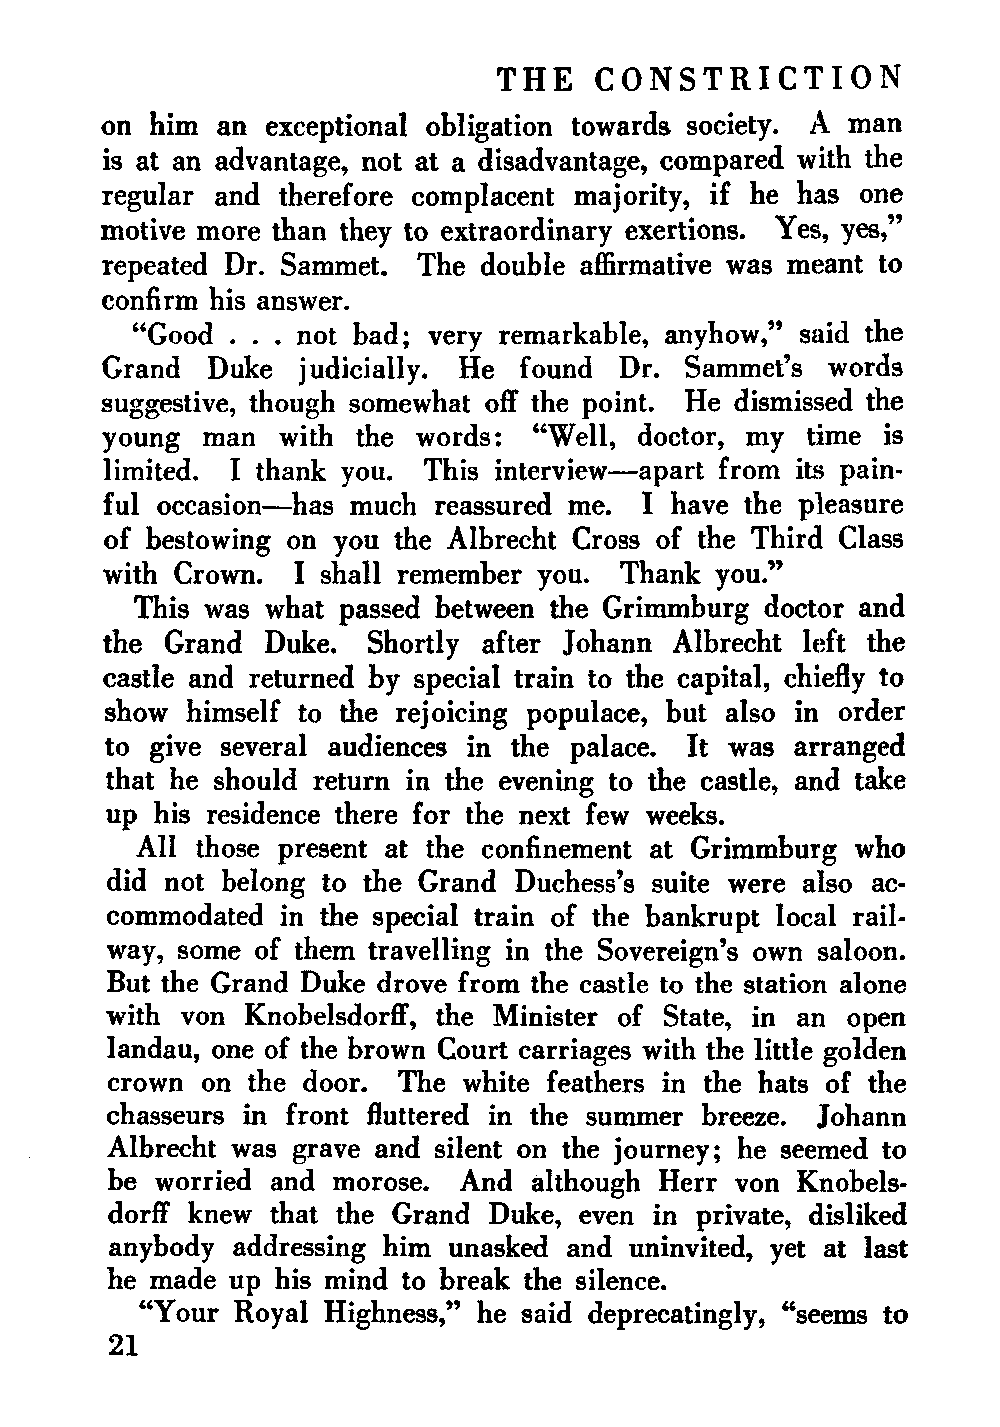 THE CONSTRICTION
on him an exceptional obligation towards society. A man
is at an advantage, not at a disadvantage, compared with the
regular and therefore complacent majority, if he has one
motive more than they to extraordinary exertions. Yes, yes,”
repeated Dr. Sammet. The double affirmative was meant to
confirm his answer.
“Good . . . not bad; very remarkable, anyhow,” said the
Grand Duke judicially. He found Dr. Sammet’s words
suggestive, though somewhat off the point. He dismissed the
young man with the words: “Well, doctor, my time is
limited. I thank you. This interview—apart from its pain-
ful occasion—has much reassured me. I have the pleasure
of bestowing on you the Albrecht Cross of the Third Class
with Crown. I shall remember you. Thank you.”
This was what passed between the Grimmburg doctor and
the Grand Duke. Shortly after Johann Albrecht left the
castle and returned by special train to the capital, chiefly to
show himself to the rejoicing populace, but also in order
to give several audiences in the palace. It was arranged
that he should return in the evening to the castle, and take
up his residence there for the next few weeks.
All those present at the confinement at Grimmburg who
did not belong to the Grand Duchess’s suite were also ac-
commodated in the special train of the bankrupt local rail-
way, some of them travelling in the Sovereign’s own saloon.
But the Grand Duke drove from the castle to the station alone
with von Knobelsdorff, the Minister of State, in an open
landau, one of the brown Court carriages with the little golden
crown on the door. The white feathers in the hats of the
chasseurs in front fluttered in the summer breeze. Johann
Albrecht was grave and silent on the journey; he seemed to
be worried and morose. And although Herr von Knobels-
dorff knew that the Grand Duke, even in private, disliked
anybody addressing him unasked and uninvited, yet at last
he made up his mind to break the silence.
“Your Royal Highness,” he said deprecatingly, “seems to
21